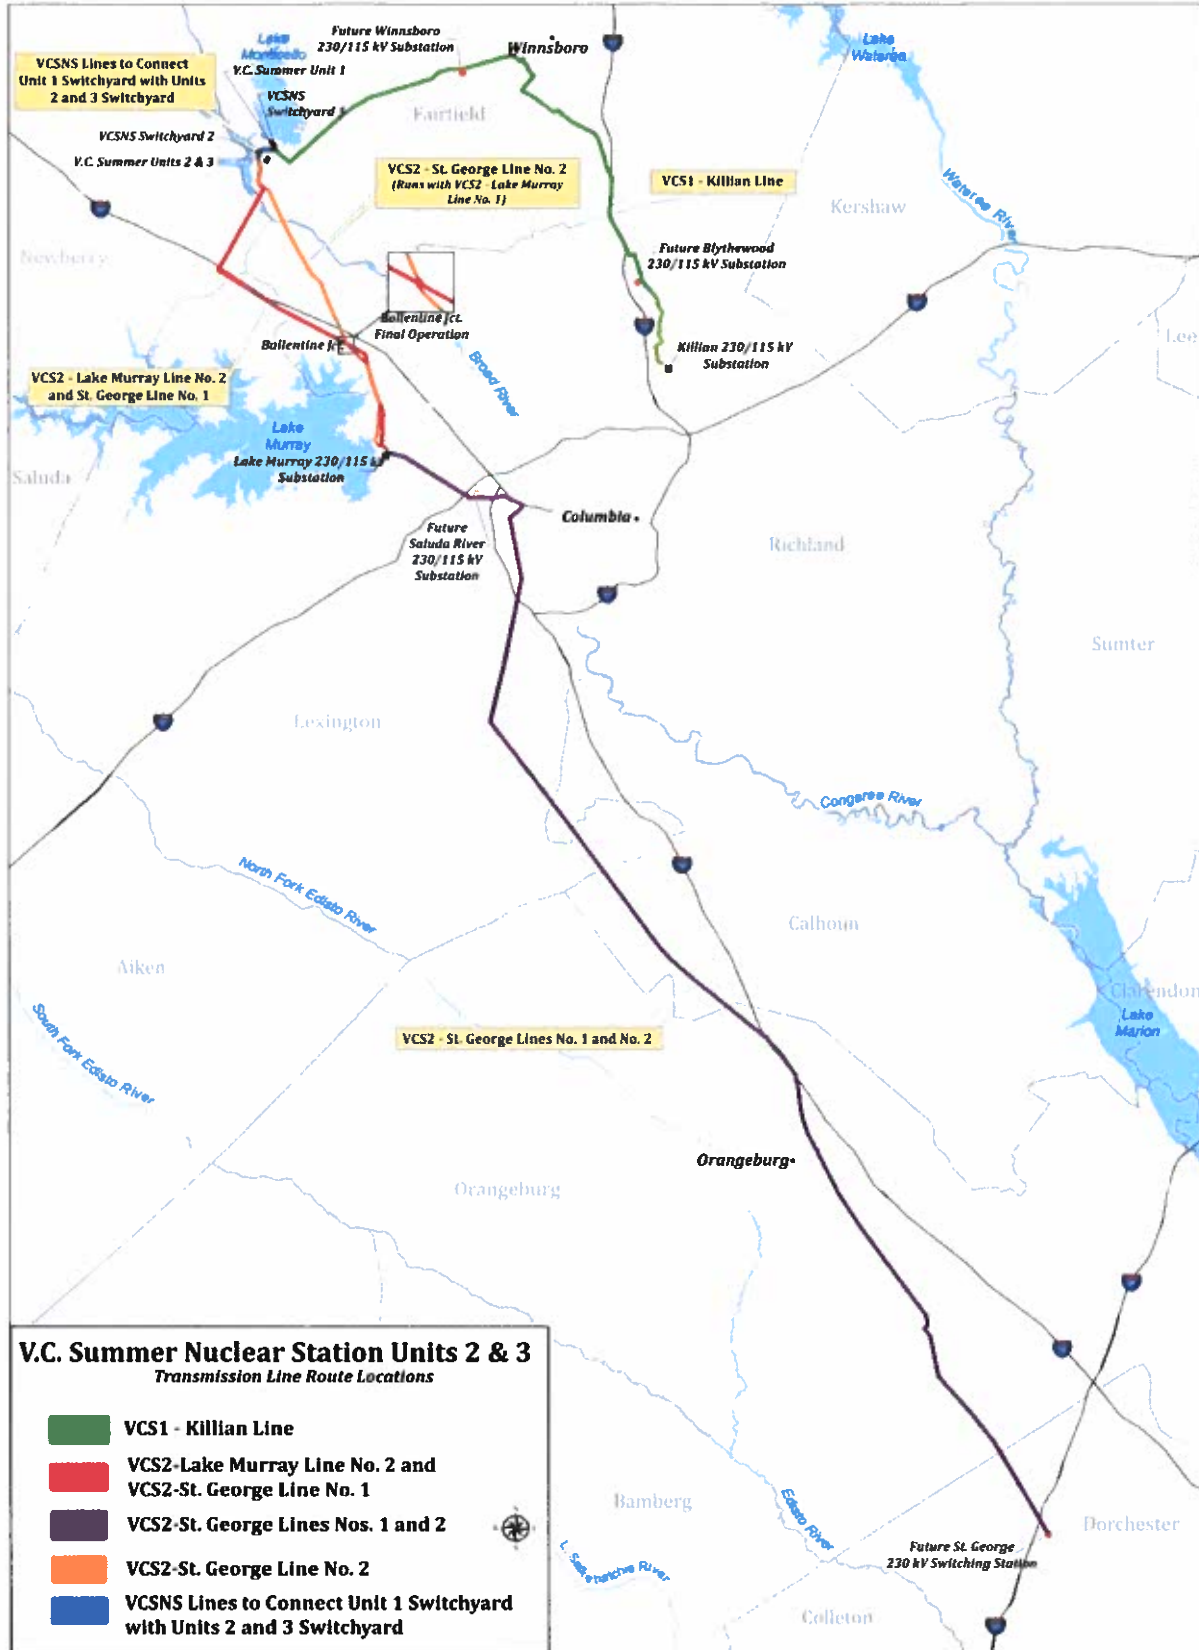 Future Winnsboro
230/115 kV Substation
Winnsboro
Lake
Monticello
V.C. Summer Unit 1
VCSNS Lines to Connect
Unit 1 Switchyard with Units
2 and 3 Switchyard
VCSNS
Switchyard 1
VCSNS Switchyard 2
V.C. Summer Units 2 & 3
Fairfield
Lake
Wateree
VCS2 - St. George Line No. 2
(Runs with VCS2 - Lake Murray
Line No. 1)
VCS1 - Killian Line
Wateree River
Kershaw
Newberry
Future Blythewood
230/115 kV Substation
Ballentine Jct.
Final Operation
Ballentine Jct.
Broad River
Killian 230/115 kV
Substation
Lee
VCS2 - Lake Murray Line No. 2
and St. George Line No. 1
Lake
Murray
Lake Murray 230/115 kV
Substation
Saluda
Columbia
Future
Saluda River
230/115 kV
Substation
Richland
Sumter
Lexington
Congaree River
North Fork Edisto River
Calhoun
Aiken
Clarendon
Lake
Marion
South Fork Edisto River
VCS2 - St. George Lines No. 1 and No. 2
Orangeburg
Orangeburg
V.C. Summer Nuclear Station Units 2 & 3
Transmission Line Route Locations
VCS1 - Killian Line
VCS2-Lake Murray Line No. 2 and
VCS2-St. George Line No. 1
VCS2-St. George Lines Nos. 1 and 2
VCS2-St. George Line No. 2
VCSNS Lines to Connect Unit 1 Switchyard
with Units 2 and 3 Switchyard
Bamberg
Edisto River
Dorchester
Future St. George
230 kV Switching Station
L. Salkehatchie River
Colleton